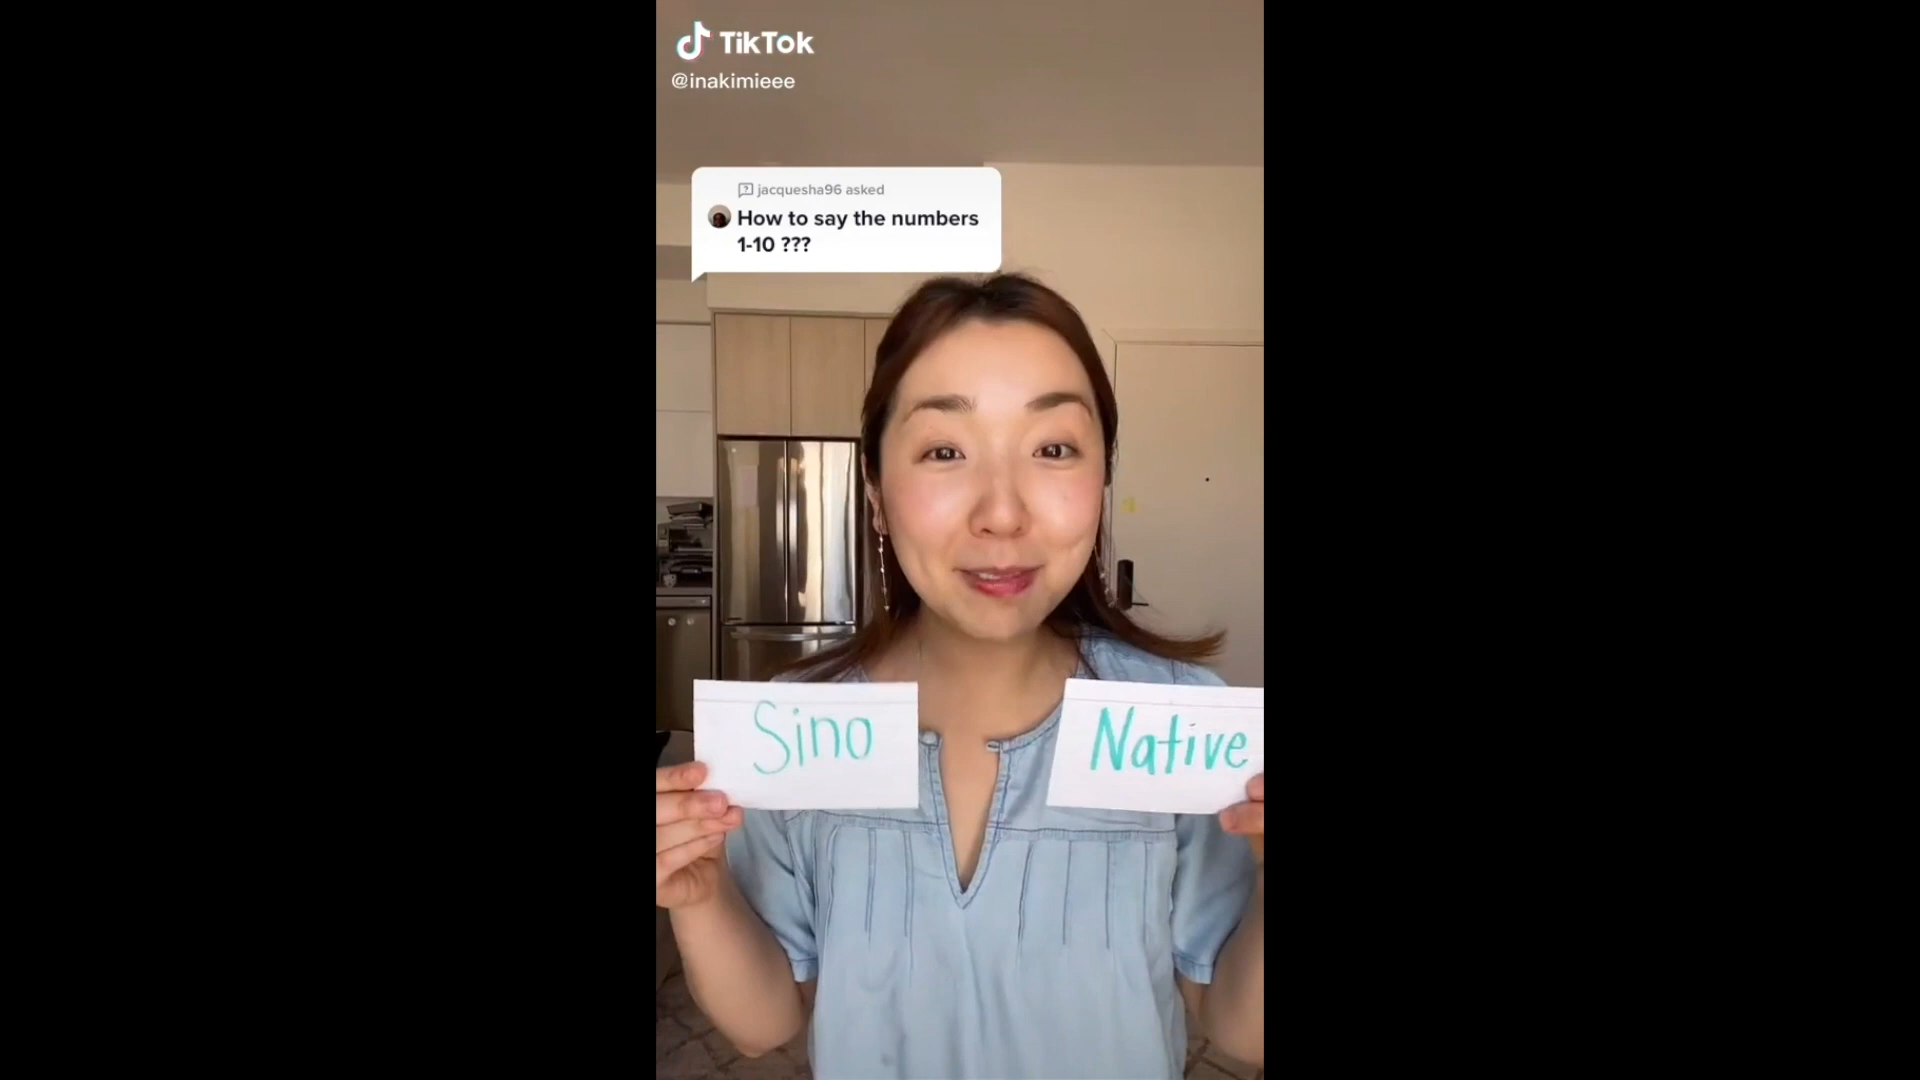 TikTok
@inakimieee
jacquesha96 asked
How to say the numbers
1-10 ???
Sino
Native